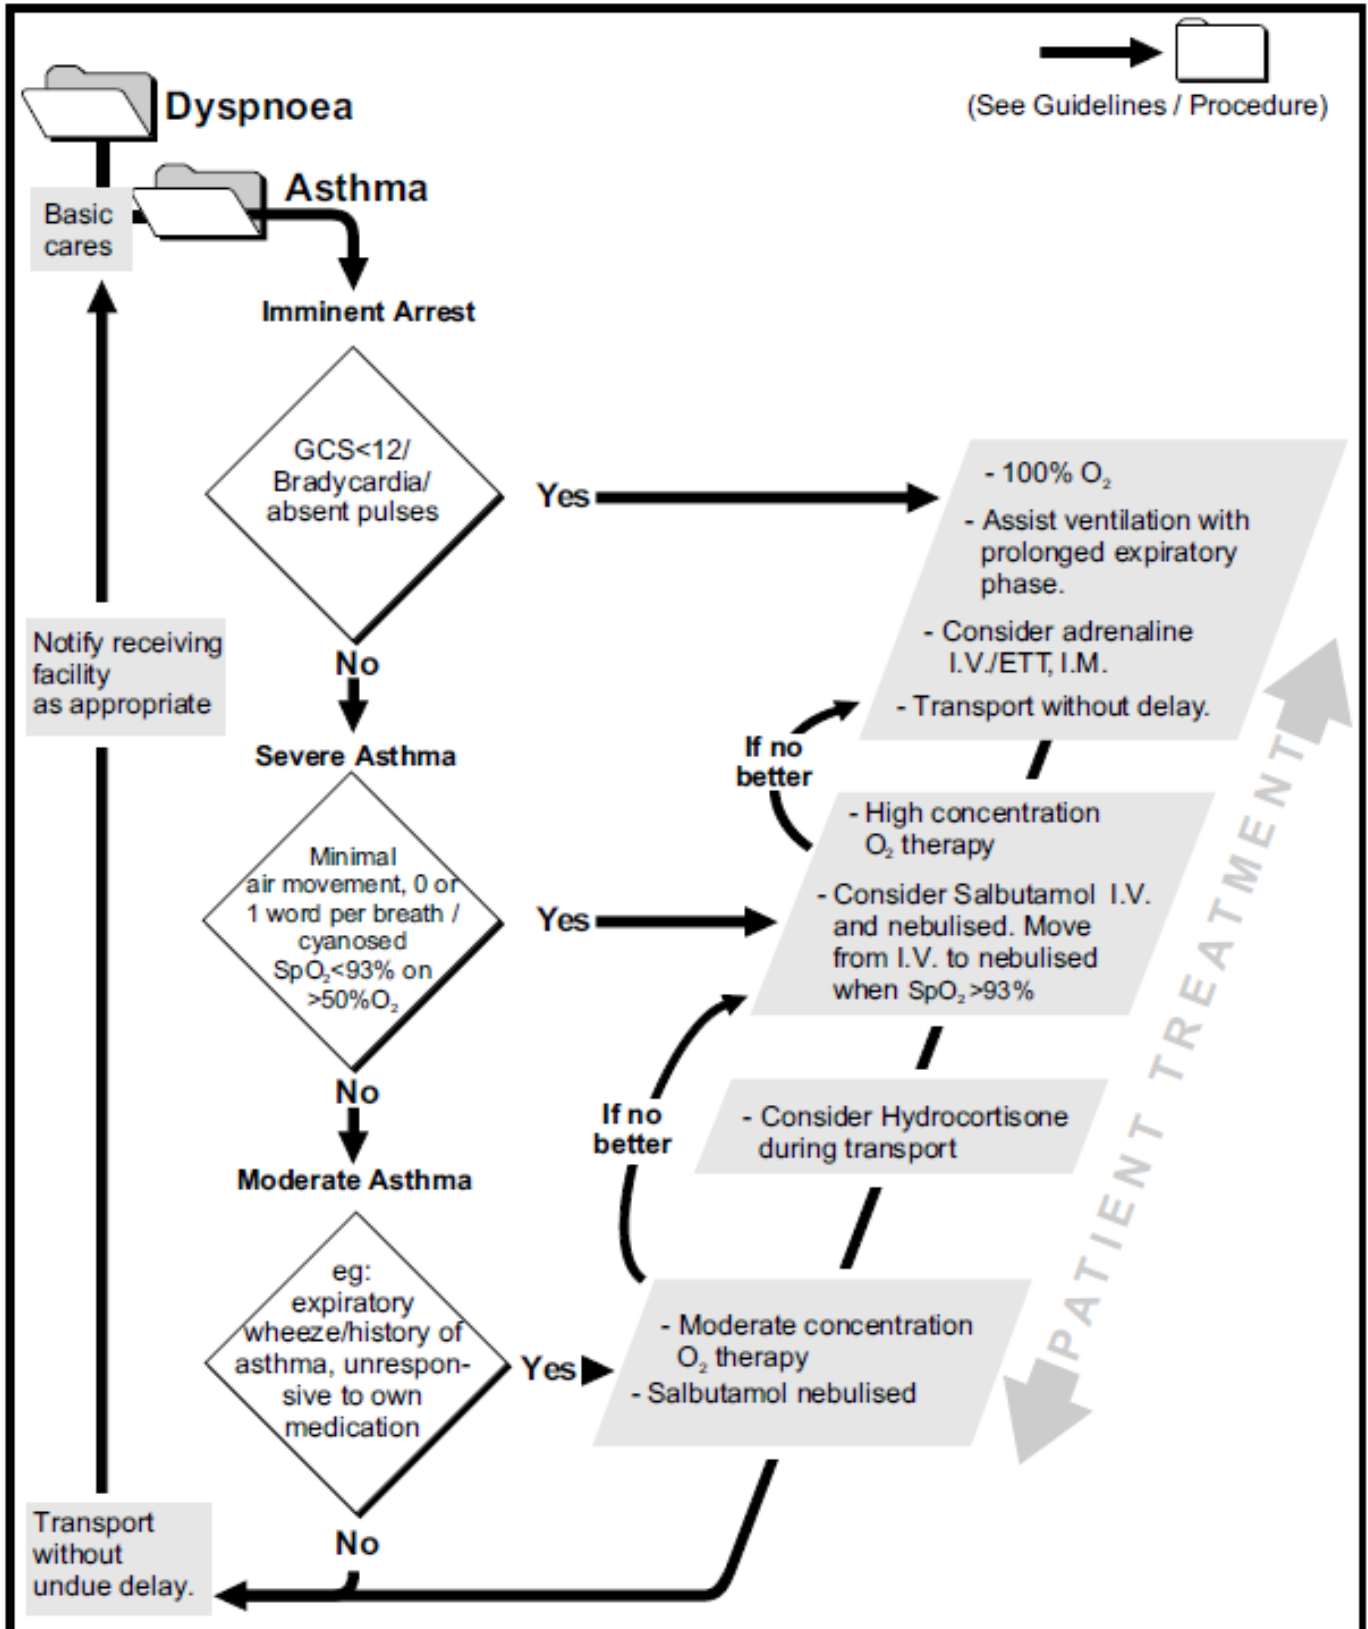 (See Guidelines / Procedure)
Dyspnoea
Asthma
Basic
cares
Imminent Arrest
GCS<12/
Bradycardia/
absent pulses
Yes
- 100% O₂
- Assist ventilation with
prolonged expiratory
phase.
- Consider adrenaline
I.V./ETT, I.M.
- Transport without delay.
No
Notify receiving
facility
as appropriate
If no
better
Severe Asthma
Minimal
air movement, 0 or
1 word per breath /
cyanosed
SpO₂<93% on
>50%O₂
Yes
- High concentration
O₂ therapy
- Consider Salbutamol I.V.
and nebulised. Move
from I.V. to nebulised
when SpO₂>93%
No
If no
better
- Consider Hydrocortisone
during transport
Moderate Asthma
eg:
expiratory
wheeze/history of
asthma, unrespon-
sive to own
medication
Yes
- Moderate concentration
O₂ therapy
- Salbutamol nebulised
PATIENT TREATMENT
No
Transport
without
undue delay.